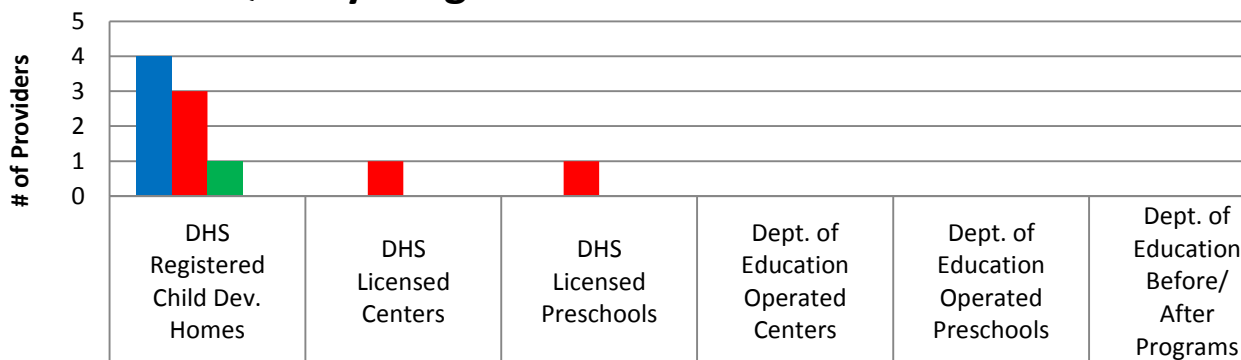 # of Providers
5
4
3
2
1
0
DHS
Registered
Child Dev.
Homes
DHS
Licensed
Centers
DHS
Licensed
Preschools
Dept. of
Education
Operated
Centers
Dept. of
Education
Operated
Preschools
Dept. of
Education
Before/
After
Programs